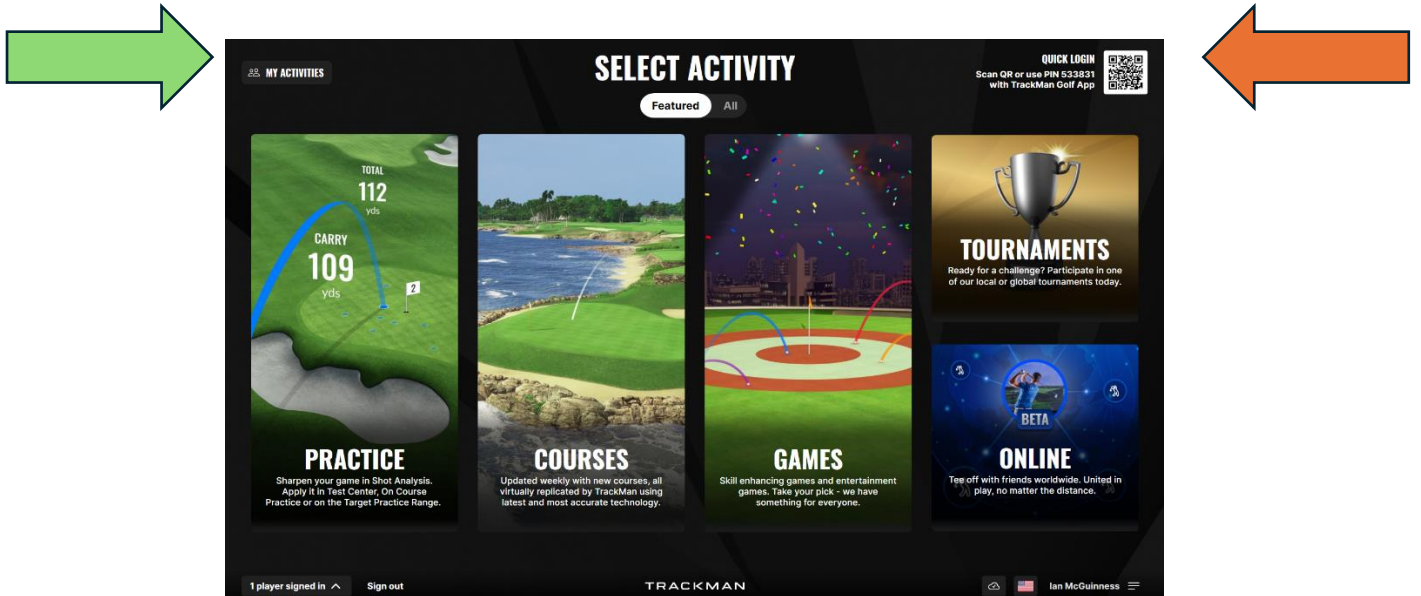 MY ACTIVITIES
SELECT ACTIVITY
QUICK LOGIN
Scan QR or use PIN 533831
with TrackMan Golf App
Featured
All
TOTAL
112
yds
CARRY
109
yds
2
PRACTICE
Sharpen your game in Shot Analysis.
Apply it in Test Center, On Course
Practice or on the Target Practice Range.
COURSES
Updated weekly with new courses, all
virtually replicated by TrackMan using
latest and most accurate technology.
GAMES
Skill enhancing games and entertainment
games. Take your pick - we have
something for everyone.
TOURNAMENTS
Ready for a challenge? Participate in one
of our local or global tournaments today.
BETA
ONLINE
Tee off with friends worldwide. United in
play, no matter the distance.
1 player signed in
Sign out
TRACKMAN
Ian McGuinness